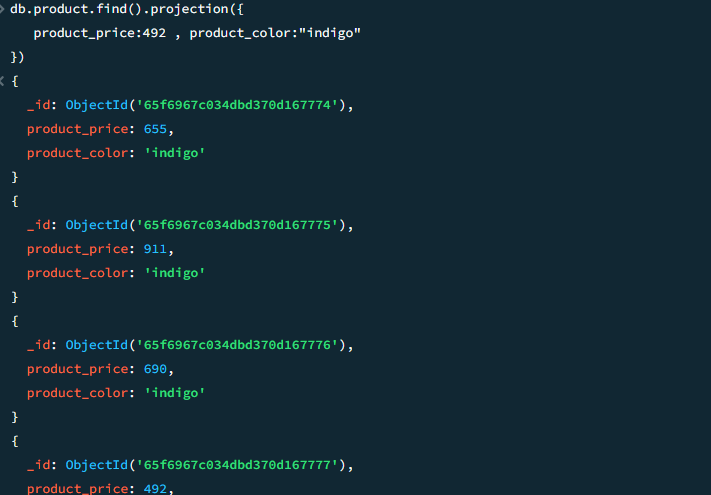 db.product.find().projection({
product_price:492 , product_color:"indigo"
})
{
_id: ObjectId('65f6967c034dbd370d167774'),
product_price: 655,
product_color: 'indigo'
}
{
_id: ObjectId('65f6967c034dbd370d167775'),
product_price: 911,
product_color: 'indigo'
}
{
_id: ObjectId('65f6967c034dbd370d167776'),
product_price: 690,
product_color: 'indigo'
}
{
_id: ObjectId('65f6967c034dbd370d167777'),
product_price: 492,